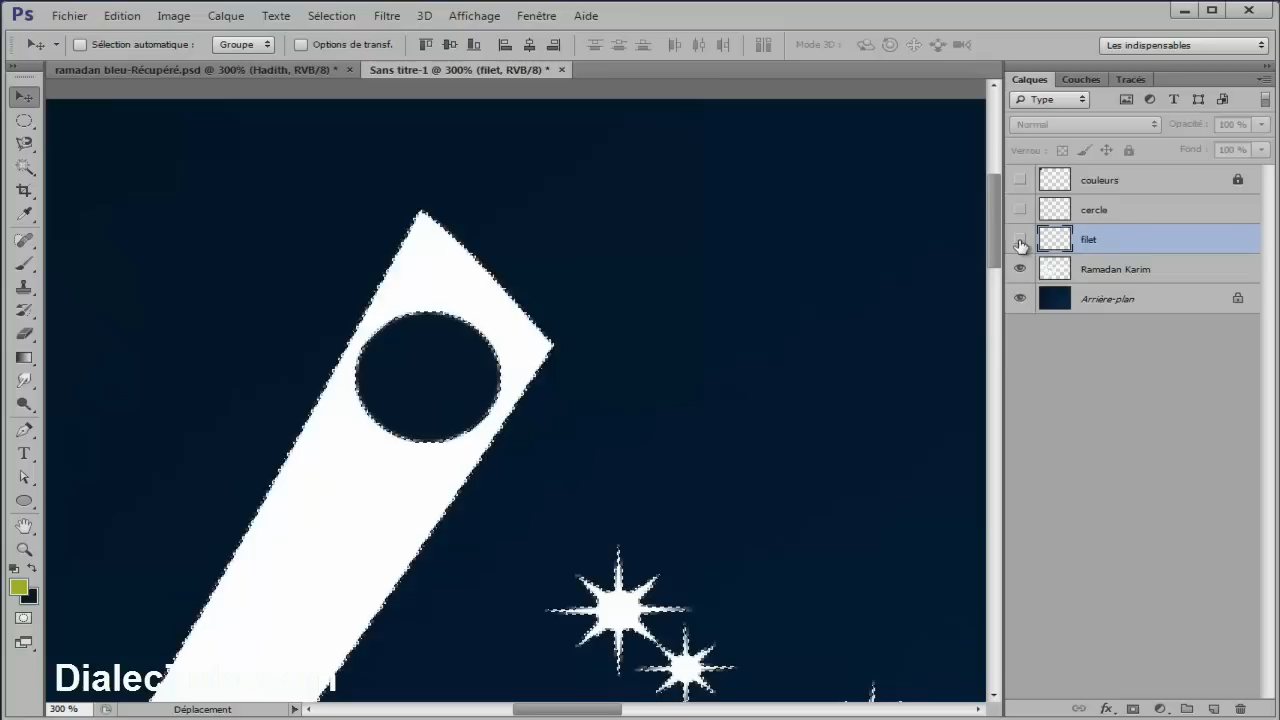 Ps Fichier Edition Image Calque Texte Sélection Filtre 3D Affichage Fenêtre Aide
Sélection automatique : Groupe Options de transf. Mode 3D : Les indispensables
ramadan bleu-Récupéré.psd @ 300% (Hadith, RVB/8) * × Sans titre-1 @ 300% (filet, RVB/8) * ×
Calques Couches Tracés
Type
Normal Opacité : 100 %
Verrou : Fond : 100 %
couleurs
cercle
filet
Ramadan Karim
Arrière-plan
300 % Déplacement